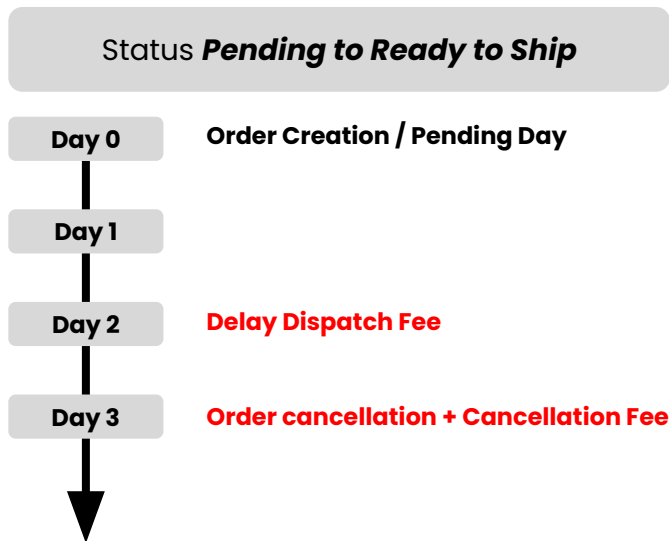 Status Pending to Ready to Ship
Day 0
Order Creation / Pending Day
Day 1
Day 2
Delay Dispatch Fee
Day 3
Order cancellation + Cancellation Fee